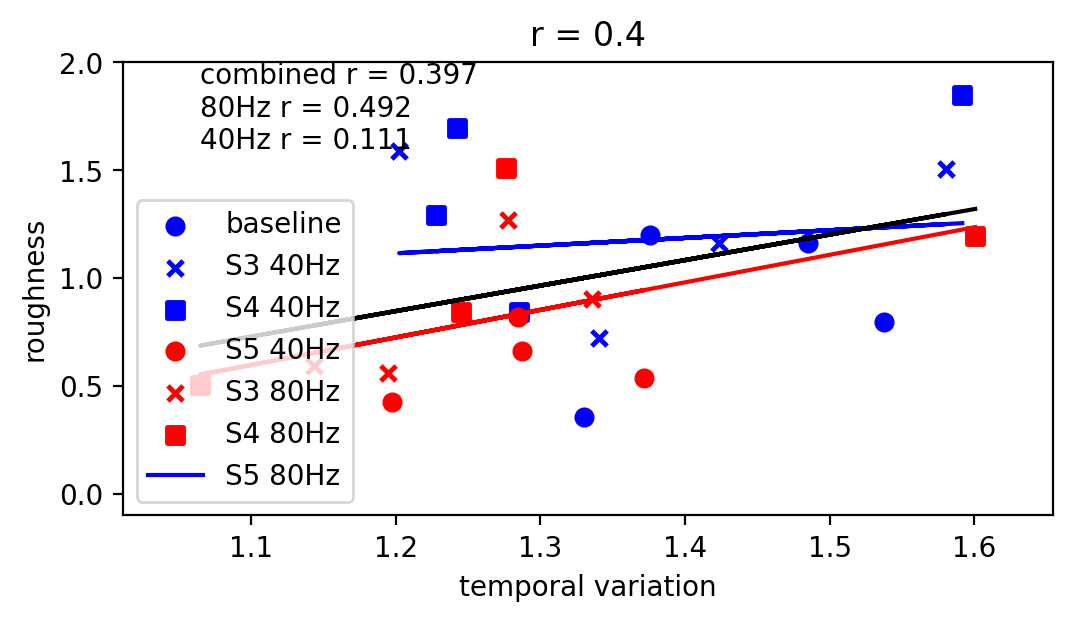 r = 0.4
combined r = 0.397
80Hz r = 0.492
40Hz r = 0.111
2.0
1.5
1.0
0.5
0.0
roughness
baseline
S3 40Hz
S4 40Hz
S5 40Hz
S3 80Hz
S4 80Hz
S5 80Hz
1.1 1.2 1.3 1.4 1.5 1.6
temporal variation